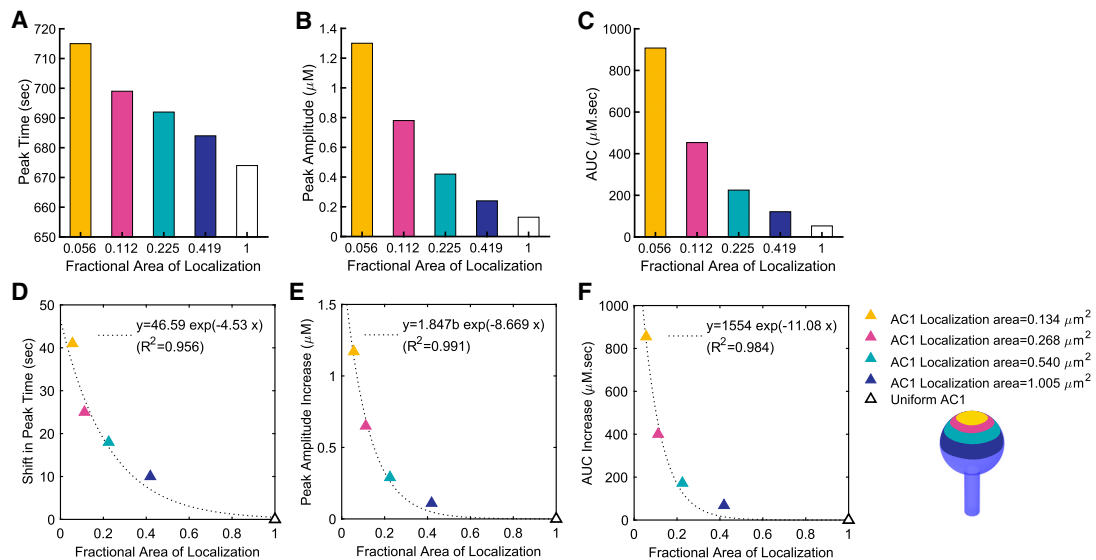 A
720
710
700
690
680
670
660
650
Peak Time (sec)
0.056 0.112 0.225 0.419 1
Fractional Area of Localization
B
1.4
1.2
1
0.8
0.6
0.4
0.2
0
Peak Amplitude (μM)
0.056 0.112 0.225 0.419 1
Fractional Area of Localization
C
1000
800
600
400
200
0
AUC (μM.sec)
0.056 0.112 0.225 0.419 1
Fractional Area of Localization
D
50
40
30
20
10
0
Shift in Peak Time (sec)
y=46.59 exp(-4.53 x)
(R²=0.956)
0 0.2 0.4 0.6 0.8 1
Fractional Area of Localization
E
1.5
1
0.5
0
Peak Amplitude Increase (μM)
y=1.847b exp(-8.669 x)
(R²=0.991)
0 0.2 0.4 0.6 0.8 1
Fractional Area of Localization
F
1000
800
600
400
200
0
AUC Increase (μM.sec)
y=1554 exp(-11.08 x)
(R²=0.984)
0 0.2 0.4 0.6 0.8 1
Fractional Area of Localization
AC1 Localization area=0.134 μm²
AC1 Localization area=0.268 μm²
AC1 Localization area=0.540 μm²
AC1 Localization area=1.005 μm²
Uniform AC1